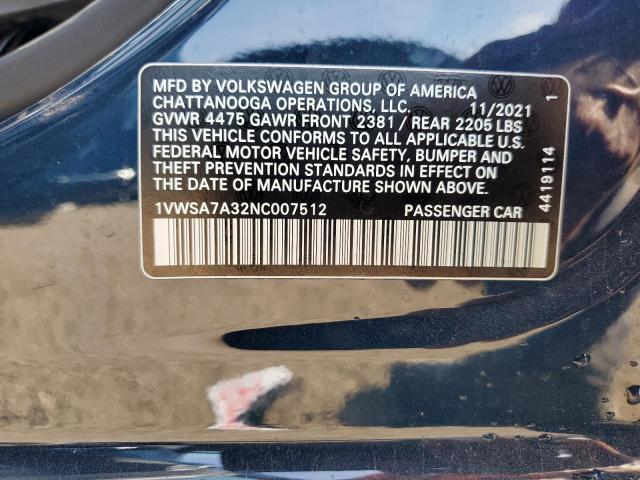 MFD BY VOLKSWAGEN GROUP OF AMERICA
CHATTANOOGA OPERATIONS, LLC. 11/2021
GVWR 4475 GAWR FRONT 2381 / REAR 2205 LBS
THIS VEHICLE CONFORMS TO ALL APPLICABLE U.S.
FEDERAL MOTOR VEHICLE SAFETY, BUMPER AND
THEFT PREVENTION STANDARDS IN EFFECT ON
THE DATE OF MANUFACTURE SHOWN ABOVE.
1VWSA7A32NC007512 PASSENGER CAR
4419114 1